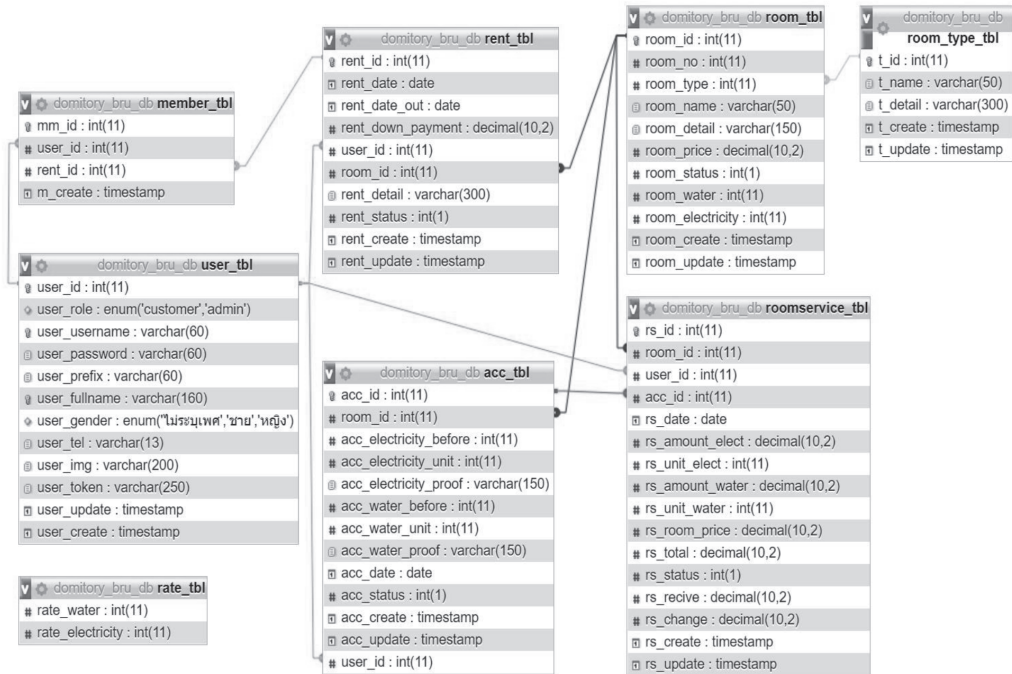 domitory_bru_db member_tbl
mm_id : int(11)
user_id : int(11)
rent_id : int(11)
m_create : timestamp
domitory_bru_db user_tbl
user_id : int(11)
user_role : enum('customer','admin')
user_username : varchar(60)
user_password : varchar(60)
user_prefix : varchar(60)
user_fullname : varchar(160)
user_gender : enum('ไม่ระบุเพศ','ชาย','หญิง')
user_tel : varchar(13)
user_img : varchar(200)
user_token : varchar(250)
user_update : timestamp
user_create : timestamp
domitory_bru_db rate_tbl
rate_water : int(11)
rate_electricity : int(11)
domitory_bru_db rent_tbl
rent_id : int(11)
rent_date : date
rent_date_out : date
rent_down_payment : decimal(10,2)
user_id : int(11)
room_id : int(11)
rent_detail : varchar(300)
rent_status : int(1)
rent_create : timestamp
rent_update : timestamp
domitory_bru_db acc_tbl
acc_id : int(11)
room_id : int(11)
acc_electricity_before : int(11)
acc_electricity_unit : int(11)
acc_electricity_proof : varchar(150)
acc_water_before : int(11)
acc_water_unit : int(11)
acc_water_proof : varchar(150)
acc_date : date
acc_status : int(1)
acc_create : timestamp
acc_update : timestamp
user_id : int(11)
domitory_bru_db room_tbl
room_id : int(11)
room_no : int(11)
room_type : int(11)
room_name : varchar(50)
room_detail : varchar(150)
room_price : decimal(10,2)
room_status : int(1)
room_water : int(11)
room_electricity : int(11)
room_create : timestamp
room_update : timestamp
domitory_bru_db roomservice_tbl
rs_id : int(11)
room_id : int(11)
user_id : int(11)
acc_id : int(11)
rs_date : date
rs_amount_elect : decimal(10,2)
rs_unit_elect : int(11)
rs_amount_water : decimal(10,2)
rs_unit_water : int(11)
rs_room_price : decimal(10,2)
rs_total : decimal(10,2)
rs_status : int(1)
rs_recive : decimal(10,2)
rs_change : decimal(10,2)
rs_create : timestamp
rs_update : timestamp
domitory_bru_db
room_type_tbl
t_id : int(11)
t_name : varchar(50)
t_detail : varchar(300)
t_create : timestamp
t_update : timestamp